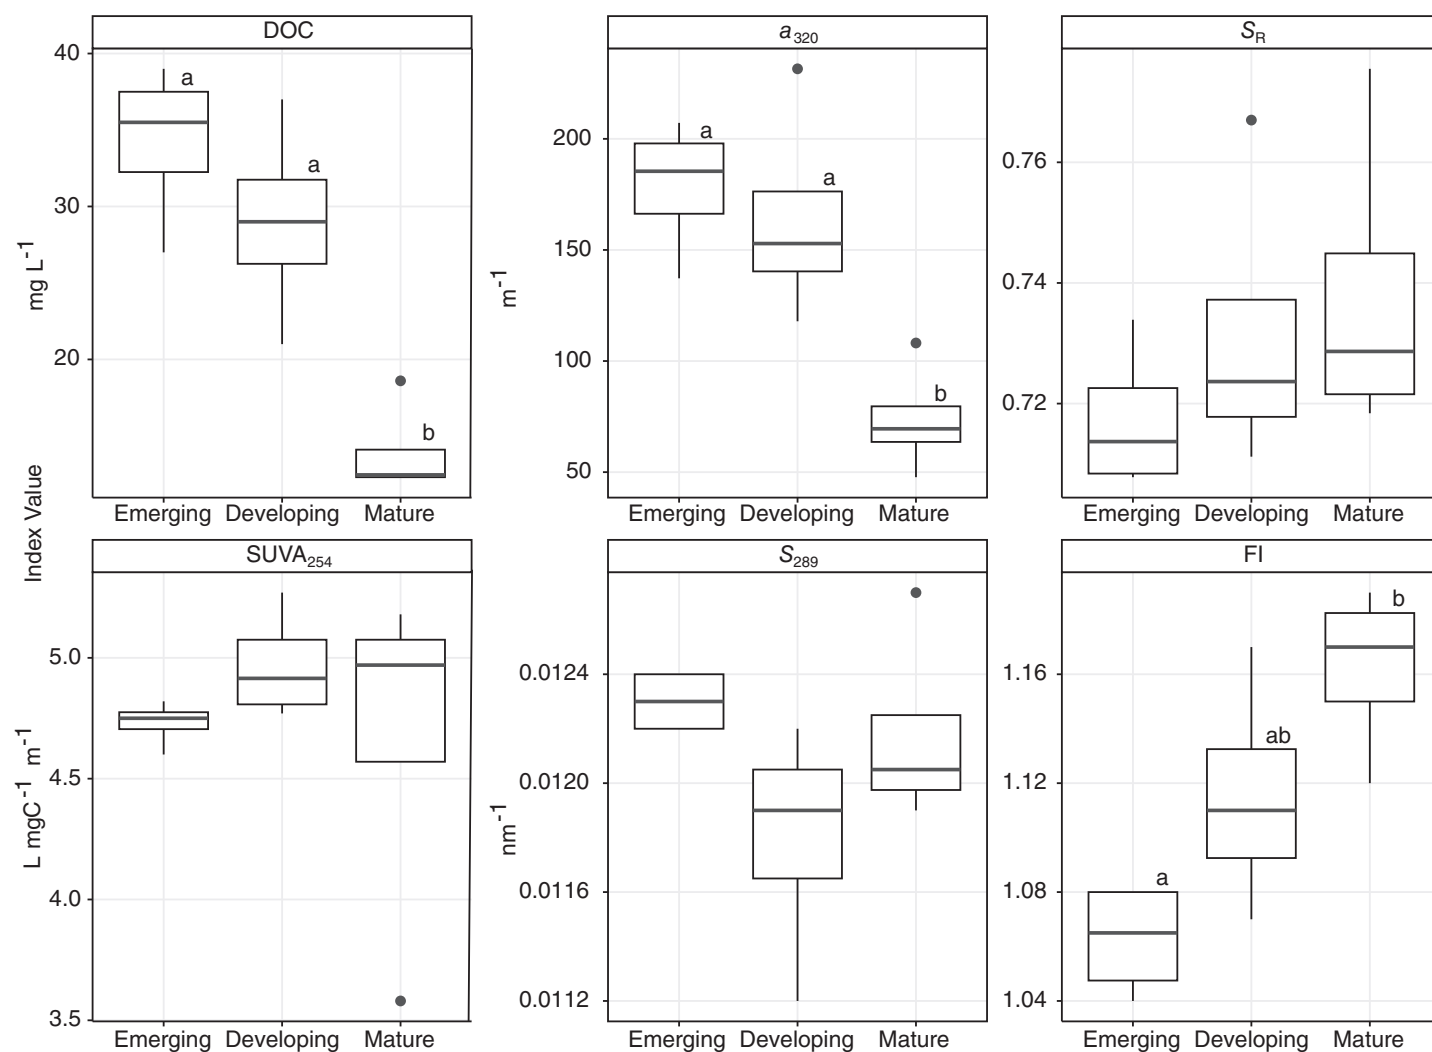 DOC
a₃₂₀
S_R
40
30
20
mg L⁻¹
a
a
b
200
150
100
50
m⁻¹
a
a
b
0.76
0.74
0.72
Emerging Developing Mature
Emerging Developing Mature
Emerging Developing Mature
Index Value
SUVA₂₅₄
S₂₈₉
FI
5.0
4.5
4.0
3.5
L mgC⁻¹ m⁻¹
0.0124
0.0120
0.0116
0.0112
nm⁻¹
1.16
1.12
1.08
1.04
a
ab
b
Emerging Developing Mature
Emerging Developing Mature
Emerging Developing Mature